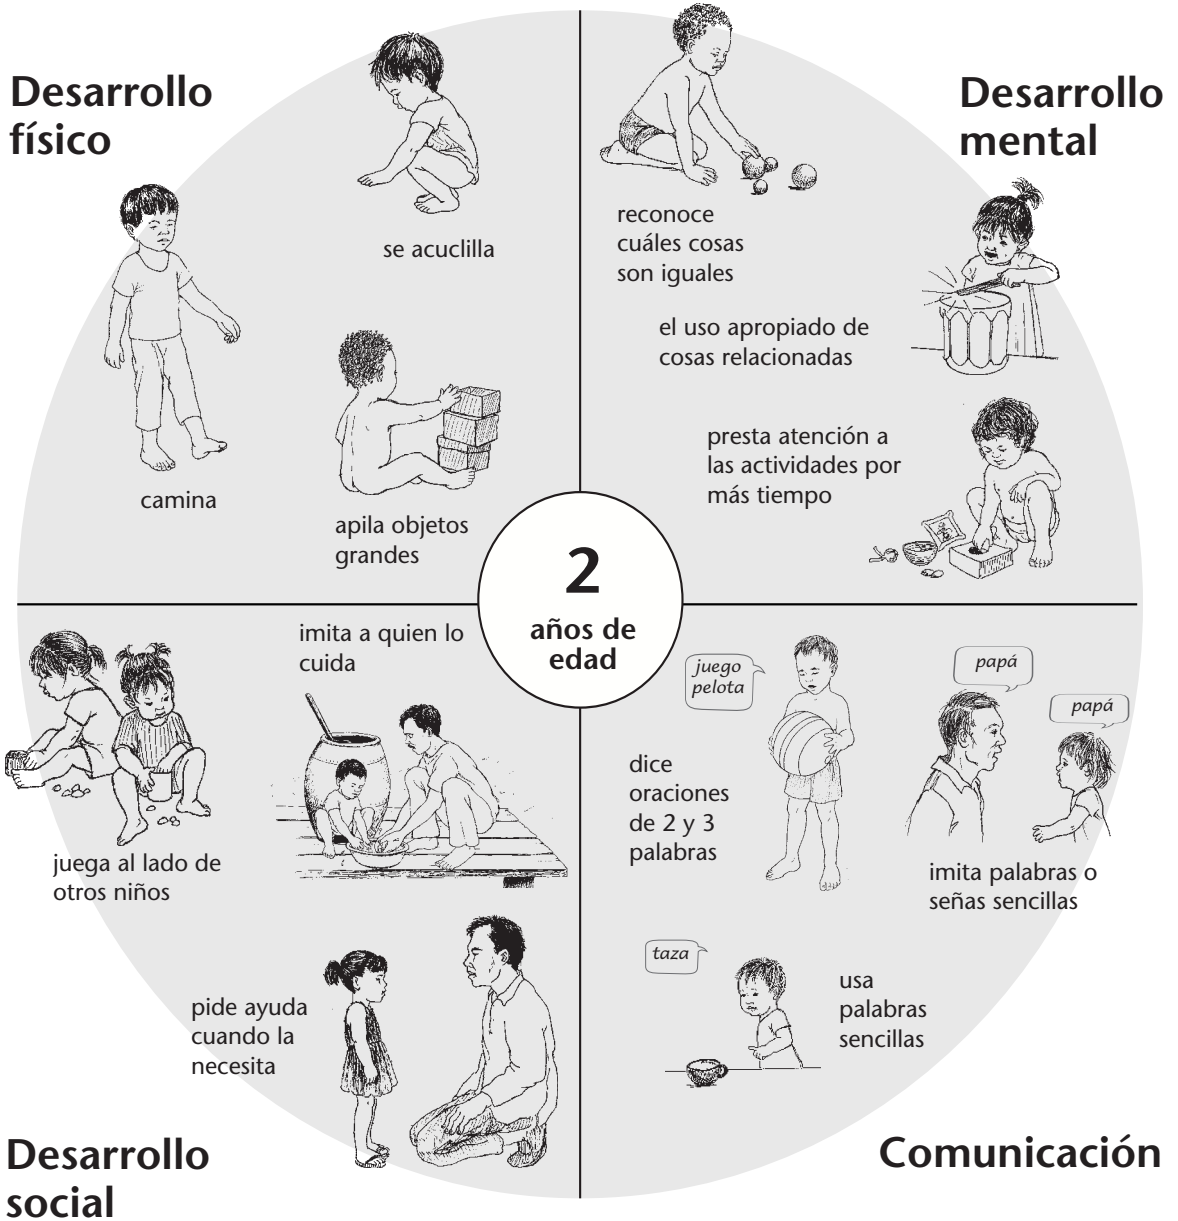 Desarrollo
físico
se acuclilla
camina
apila objetos
grandes
Desarrollo
mental
reconoce
cuáles cosas
son iguales
el uso apropiado de
cosas relacionadas
presta atención a
las actividades por
más tiempo
2
años de
edad
imita a quien lo
cuida
juega al lado de
otros niños
pide ayuda
cuando la
necesita
Desarrollo
social
juego
pelota
papá
papá
dice
oraciones
de 2 y 3
palabras
imita palabras o
señas sencillas
taza
usa
palabras
sencillas
Comunicación